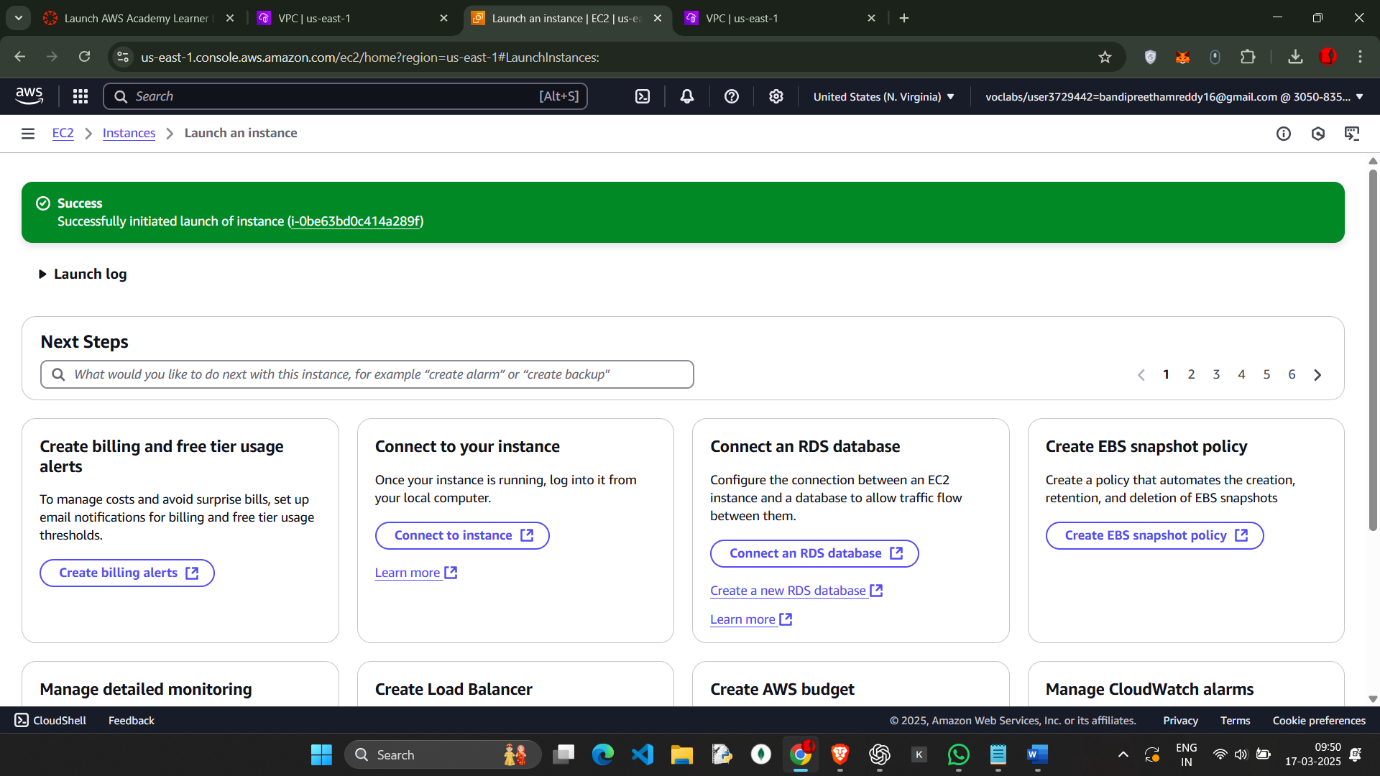 Launch AWS Academy Learner
VPC | us-east-1
Launch an instance | EC2 | us-ea
VPC | us-east-1
us-east-1.console.aws.amazon.com/ec2/home?region=us-east-1#LaunchInstances:
aws
Search
[Alt+S]
United States (N. Virginia)
voclabs/user3729442=bandipreethamreddy16@gmail.com @ 3050-835...
EC2
Instances
Launch an instance
Success
Successfully initiated launch of instance (i-0be63bd0c414a289f)
Launch log
Next Steps
What would you like to do next with this instance, for example “create alarm” or “create backup"
1 2 3 4 5 6
Create billing and free tier usage
alerts
To manage costs and avoid surprise bills, set up
email notifications for billing and free tier usage
thresholds.
Create billing alerts
Connect to your instance
Once your instance is running, log into it from
your local computer.
Connect to instance
Learn more
Connect an RDS database
Configure the connection between an EC2
instance and a database to allow traffic flow
between them.
Connect an RDS database
Create a new RDS database
Learn more
Create EBS snapshot policy
Create a policy that automates the creation,
retention, and deletion of EBS snapshots
Create EBS snapshot policy
Manage detailed monitoring
Create Load Balancer
Create AWS budget
Manage CloudWatch alarms
CloudShell
Feedback
© 2025, Amazon Web Services, Inc. or its affiliates.
Privacy
Terms
Cookie preferences
Search
K
W
ENG
IN
09:50
17-03-2025